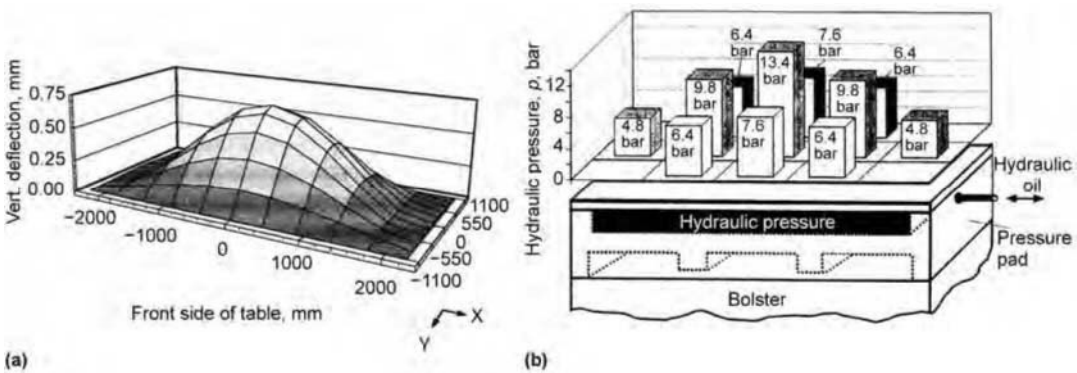 Vert. deflection, mm
0.75
0.50
0.25
0.00
−2000
−1000
0
1000
2000
1100
550
0
−550
−1100
Front side of table, mm
X
Y
(a)
Hydraulic pressure, p, bar
12
8
4
0
6.4
bar
7.6
bar
6.4
bar
13.4
bar
9.8
bar
9.8
bar
4.8
bar
6.4
bar
7.6
bar
6.4
bar
4.8
bar
Hydraulic
oil
Hydraulic pressure
Pressure
pad
Bolster
(b)